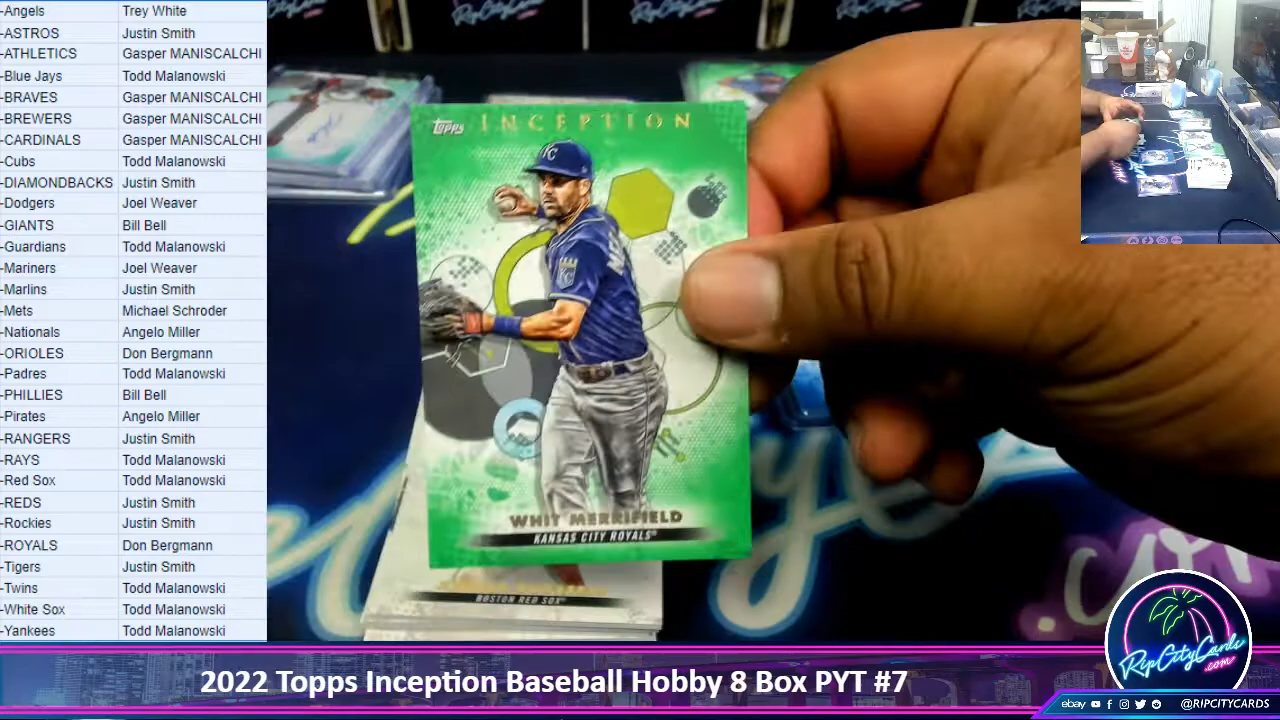 -Angels Trey White
-ASTROS Justin Smith
-ATHLETICS Gasper MANISCALCHI
-Blue Jays Todd Malanowski
-BRAVES Gasper MANISCALCHI
-BREWERS Gasper MANISCALCHI
-CARDINALS Gasper MANISCALCHI
-Cubs Todd Malanowski
-DIAMONDBACKS Justin Smith
-Dodgers Joel Weaver
-GIANTS Bill Bell
-Guardians Todd Malanowski
-Mariners Joel Weaver
-Marlins Justin Smith
-Mets Michael Schroder
-Nationals Angelo Miller
-ORIOLES Don Bergmann
-Padres Todd Malanowski
-PHILLIES Bill Bell
-Pirates Angelo Miller
-RANGERS Justin Smith
-RAYS Todd Malanowski
-Red Sox Todd Malanowski
-REDS Justin Smith
-Rockies Justin Smith
-ROYALS Don Bergmann
-Tigers Justin Smith
-Twins Todd Malanowski
-White Sox Todd Malanowski
-Yankees Todd Malanowski
TOPPS INCEPTION
KC
KC
WHIT MERRIFIELD
KANSAS CITY ROYALS
BOSTON RED SOX
RipCityCards
.com
2022 Topps Inception Baseball Hobby 8 Box PYT #7
ebay @RIPCITYCARDS